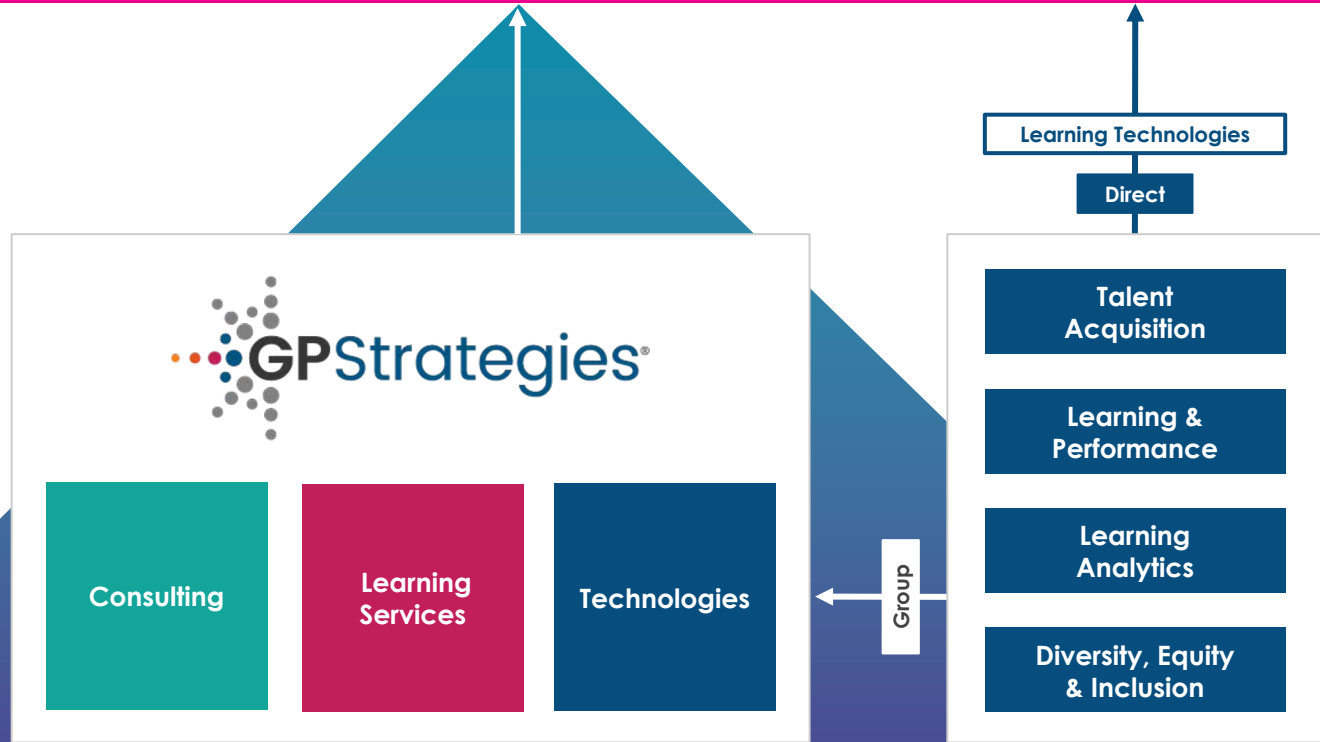 Learning Technologies
Direct
GPStrategies®
Consulting
Learning
Services
Technologies
Group
Talent
Acquisition
Learning &
Performance
Learning
Analytics
Diversity, Equity
& Inclusion